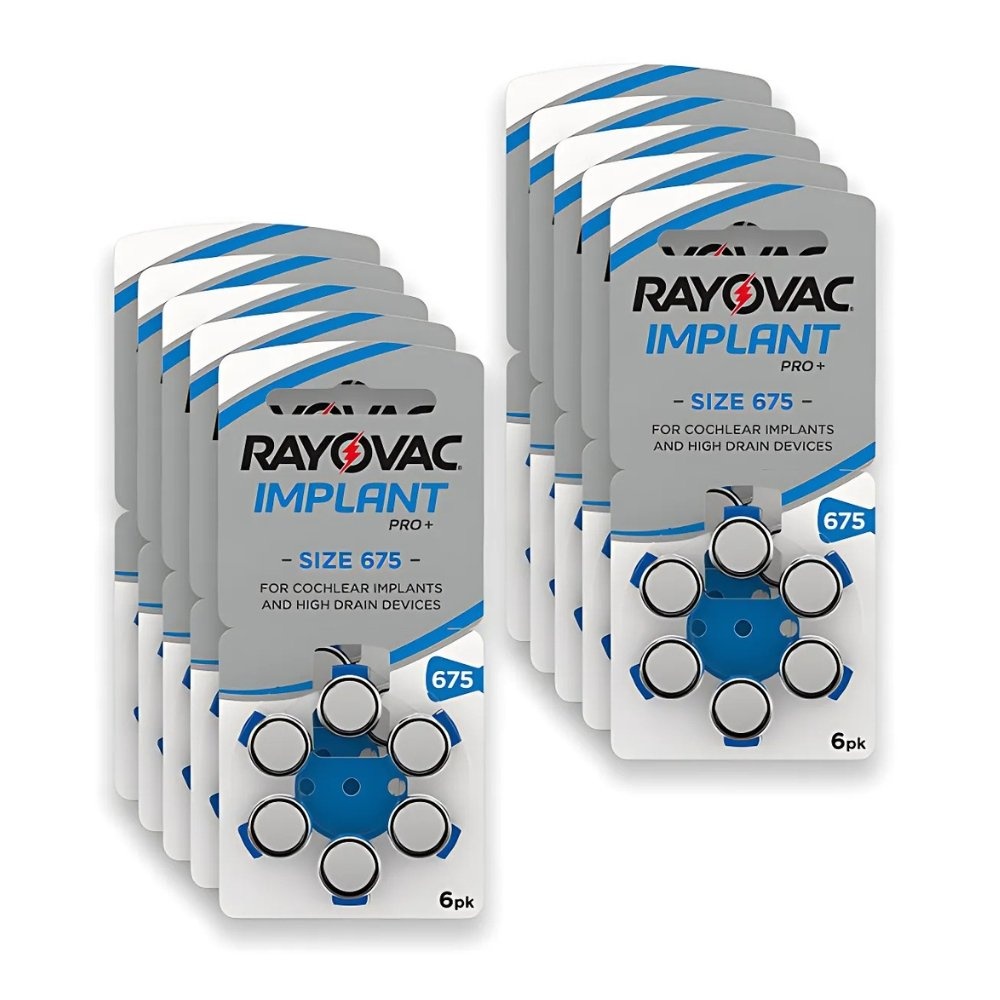 RAYOVAC
IMPLANT
PRO+
- SIZE 675 -
FOR COCHLEAR IMPLANTS
AND HIGH DRAIN DEVICES
675
6pk
RAYOVAC
IMPLANT
PRO+
- SIZE 675 -
FOR COCHLEAR IMPLANTS
AND HIGH DRAIN DEVICES
675
6pk